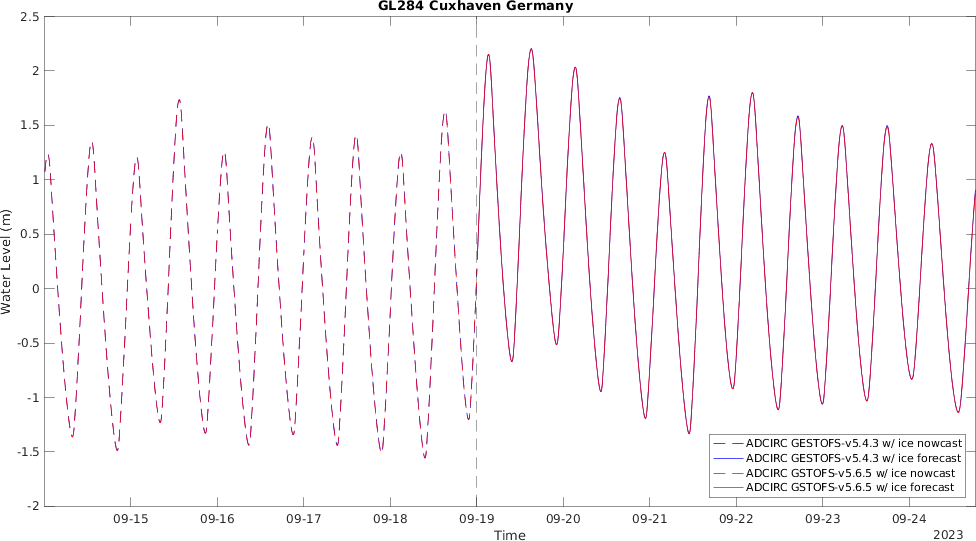 GL284 Cuxhaven Germany
2.5
2
1.5
1
0.5
0
-0.5
-1
-1.5
-2
Water Level (m)
ADCIRC GESTOFS-v5.4.3 w/ ice nowcast
ADCIRC GESTOFS-v5.4.3 w/ ice forecast
ADCIRC GSTOFS-v5.6.5 w/ ice nowcast
ADCIRC GSTOFS-v5.6.5 w/ ice forecast
09-15 09-16 09-17 09-18 09-19 09-20 09-21 09-22 09-23 09-24
Time
2023